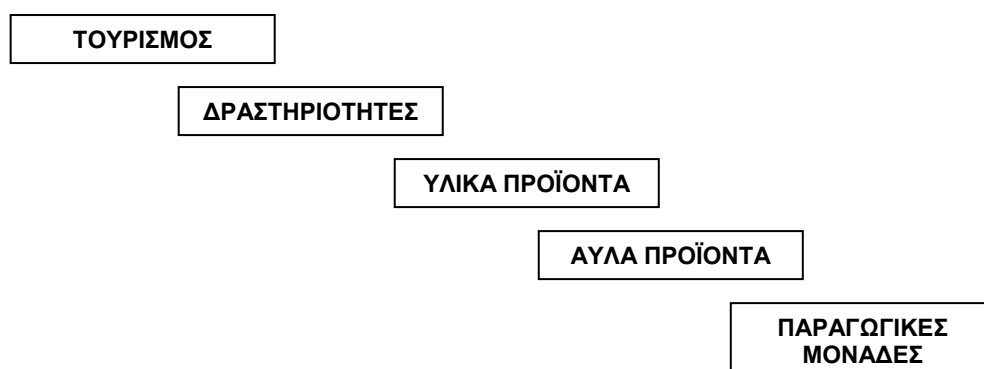 ΤΟΥΡΙΣΜΟΣ
ΔΡΑΣΤΗΡΙΟΤΗΤΕΣ
ΥΛΙΚΑ ΠΡΟΪΟΝΤΑ
ΑΥΛΑ ΠΡΟΪΟΝΤΑ
ΠΑΡΑΓΩΓΙΚΕΣ
ΜΟΝΑΔΕΣ